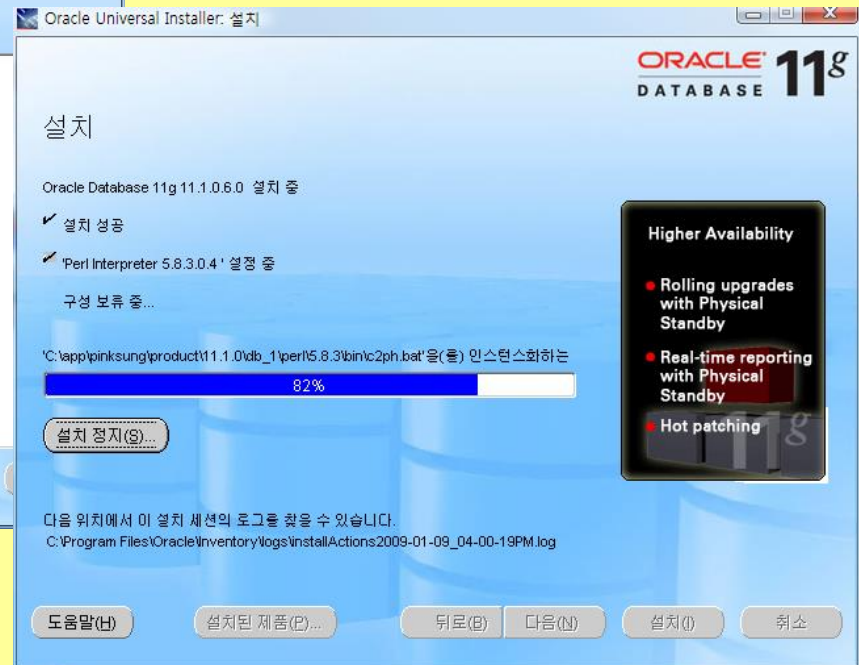 Oracle Universal Installer: 설치
ORACLE
DATABASE 11g
설치
Oracle Database 11g 11.1.0.6.0 설치 중
설치 성공
'Perl Interpreter 5.8.3.0.4 ' 설정 중
구성 보류 중...
'C:\app\pinksung\product\11.1.0\db_1\perl\5.8.3\bin\c2ph.bat'을(를) 인스턴스화하는
82%
설치 정지(S)...
Higher Availability
Rolling upgrades
with Physical
Standby
Real-time reporting
with Physical
Standby
Hot patching
11g
다음 위치에서 이 설치 세션의 로그를 찾을 수 있습니다.
C:\Program Files\Oracle\Inventory\logs\installActions2009-01-09_04-00-19PM.log
도움말(H) 설치된 제품(P)... 뒤로(B) 다음(N) 설치(I) 취소